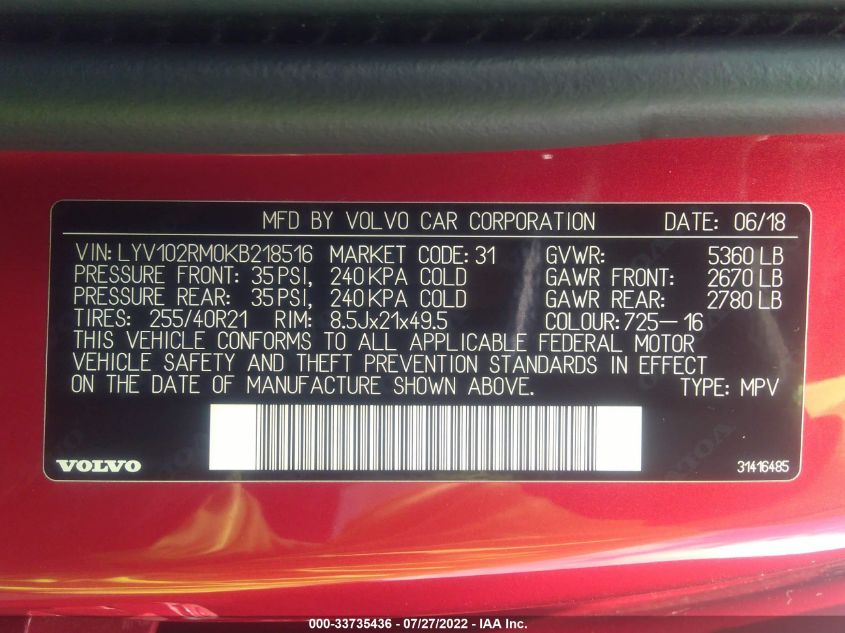 MFD BY VOLVO CAR CORPORATION DATE: 06/18
VIN: LYV102RM0KB218516 MARKET CODE: 31 GVWR: 5360 LB
PRESSURE FRONT: 35 PSI, 240 KPA COLD GAWR FRONT: 2670 LB
PRESSURE REAR: 35 PSI, 240 KPA COLD GAWR REAR: 2780 LB
TIRES: 255/40R21 RIM: 8.5Jx21x49.5 COLOUR: 725-16
THIS VEHICLE CONFORMS TO ALL APPLICABLE FEDERAL MOTOR
VEHICLE SAFETY AND THEFT PREVENTION STANDARDS IN EFFECT
ON THE DATE OF MANUFACTURE SHOWN ABOVE. TYPE: MPV
VOLVO 31416485
000-33735436 - 07/27/2022 - IAA Inc.